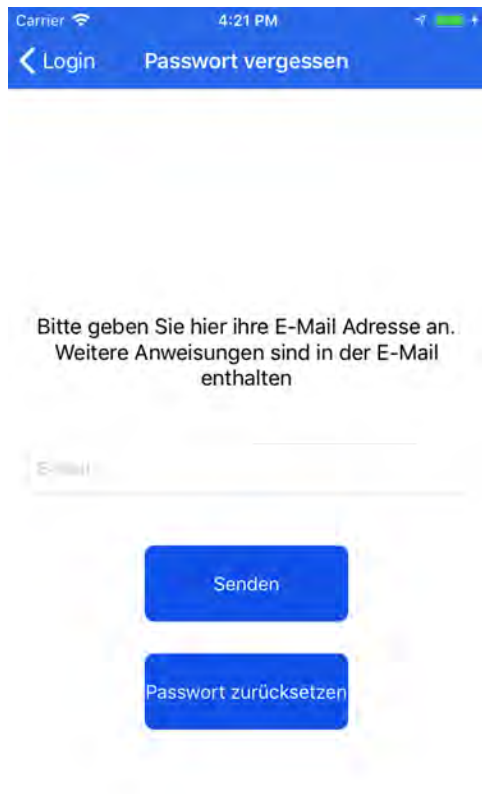 Carrier 4:21 PM
Login Passwort vergessen
Bitte geben Sie hier ihre E-Mail Adresse an.
Weitere Anweisungen sind in der E-Mail
enthalten
E-Mail
Senden
Passwort zurücksetzen